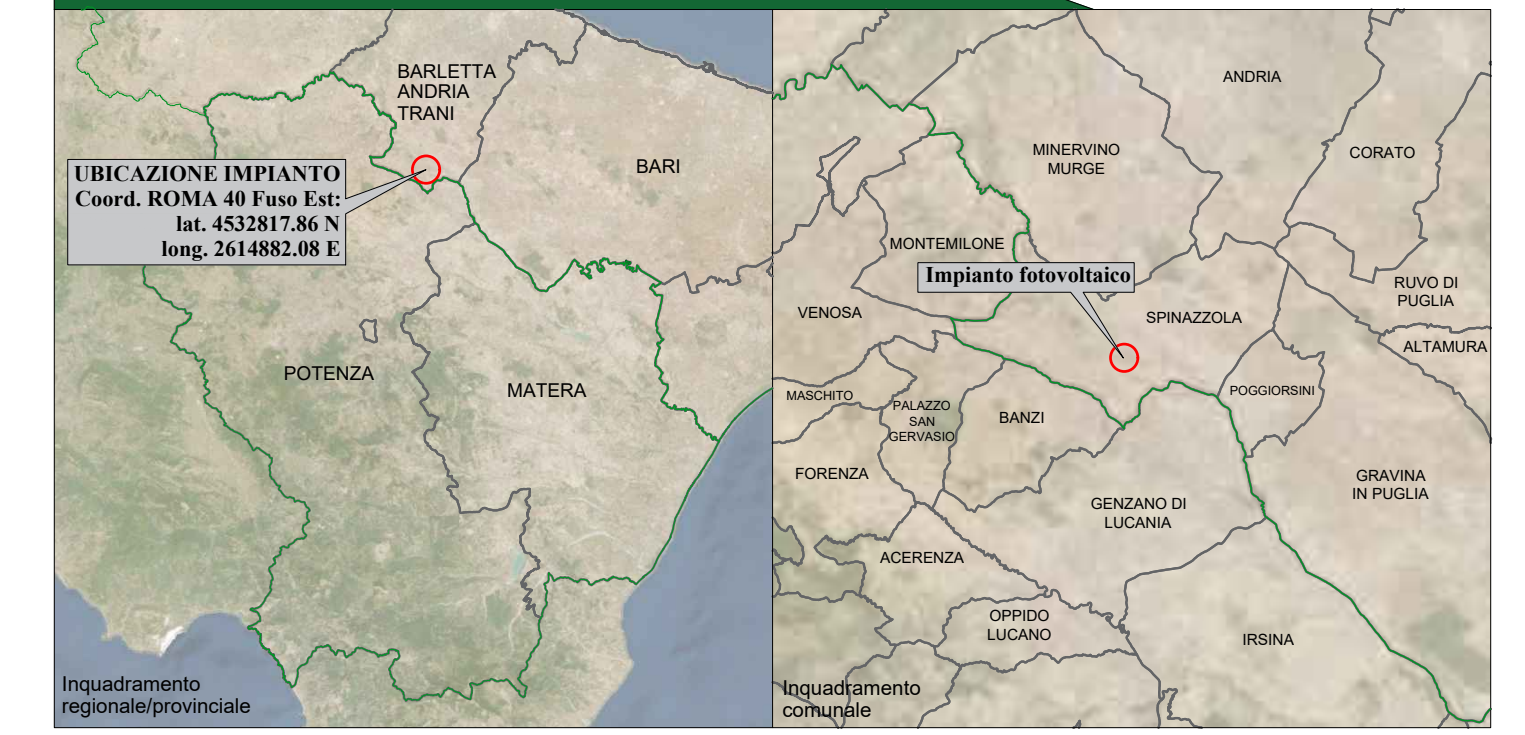 BARLETTA
ANDRIA
TRANI
BARI
UBICAZIONE IMPIANTO
Coord. ROMA 40 Fuso Est:
lat. 4532817.86 N
long. 2614882.08 E
POTENZA
MATERA
Inquadramento
regionale/provinciale
ANDRIA
MINERVINO
MURGE
CORATO
MONTEMILONE
Impianto fotovoltaico
RUVO DI
PUGLIA
VENOSA
SPINAZZOLA
ALTAMURA
MASCHITO
PALAZZO
SAN
GERVASIO
BANZI
POGGIORSINI
FORENZA
GRAVINA
IN PUGLIA
GENZANO DI
LUCANIA
ACERENZA
OPPIDO
LUCANO
IRSINA
Inquadramento
comunale